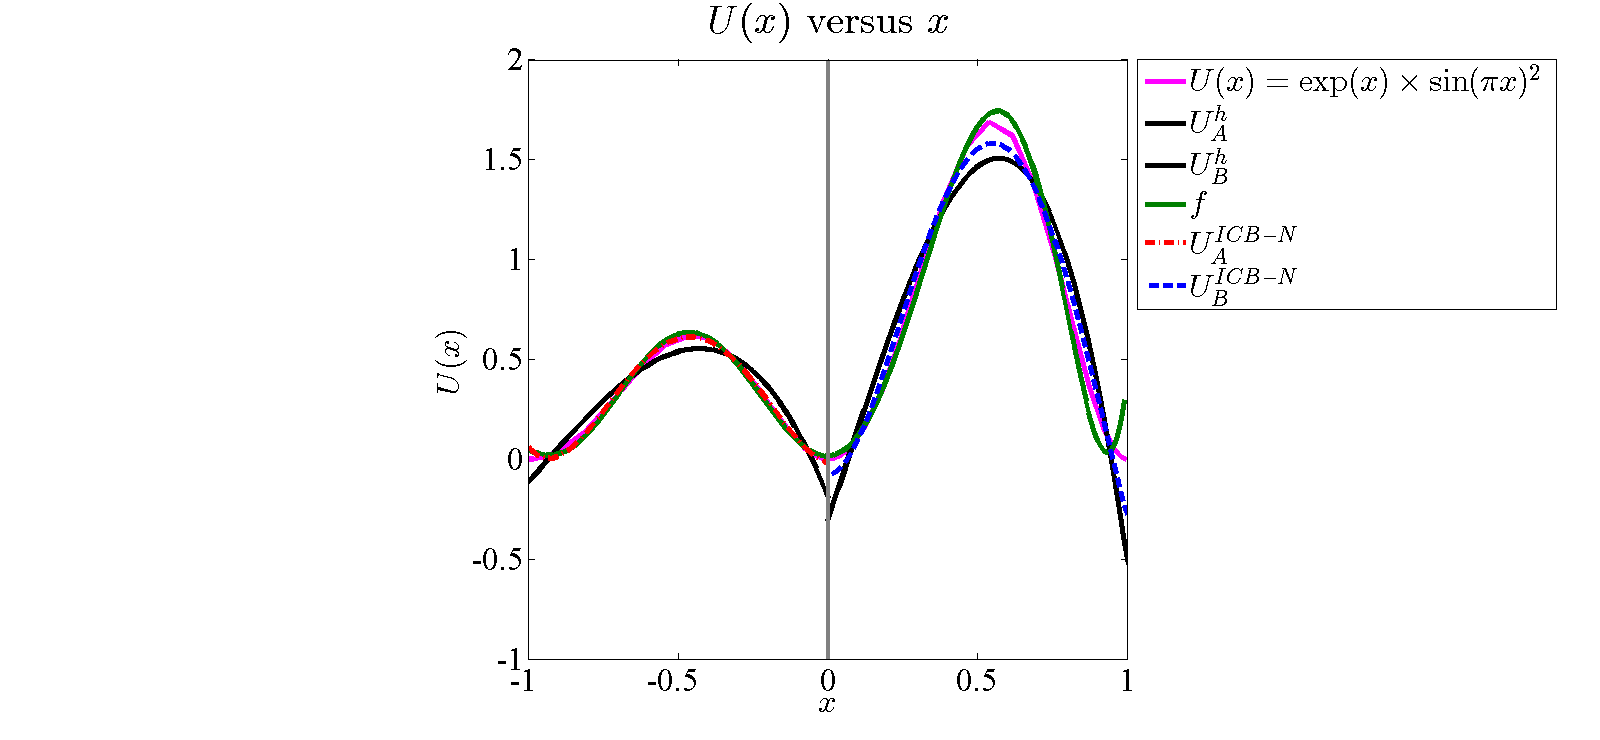 U(x) versus x
2
1.5
1
0.5
0
-0.5
-1
U(x)
-1
-0.5
0
0.5
1
x
U(x) = exp(x) × sin(πx)²
U_A^h
U_B^h
f
U_A^{ICB−N}
U_B^{ICB−N}